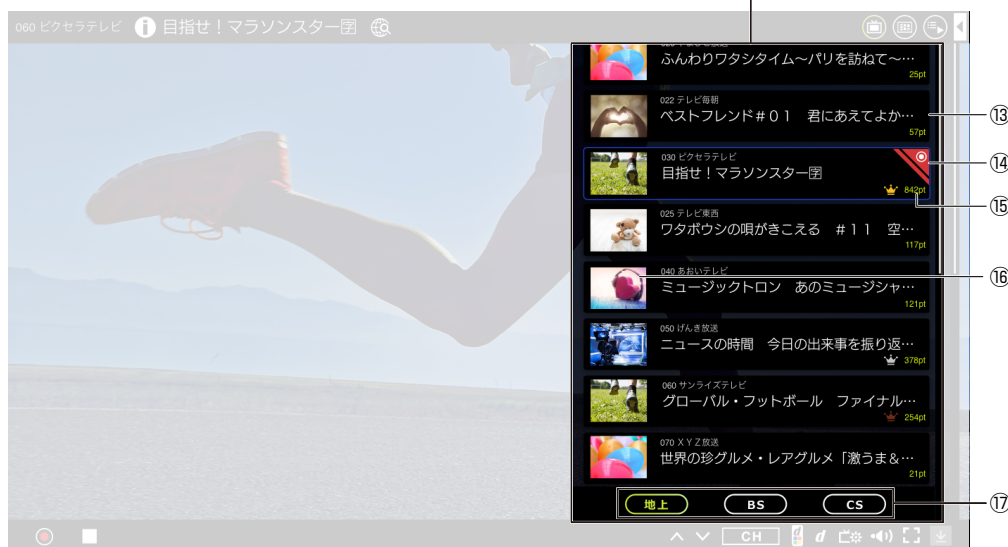 060 ピクセラテレビ 目指せ！マラソンスター🈑
ふんわりワタシタイム～パリを訪ねて～…
25pt
022 テレビ毎朝
ベストフレンド＃０１　君にあえてよか…
57pt
⑬
030 ピクセラテレビ
目指せ！マラソンスター🈑
842pt
⑭
⑮
025 テレビ東西
ワタボウシの唄がきこえる　＃１１　空…
117pt
040 あおいテレビ
ミュージックトロン　あのミュージシャ…
121pt
⑯
050 げんき放送
ニュースの時間　今日の出来事を振り返…
378pt
060 サンライズテレビ
グローバル・フットボール　ファイナル…
254pt
070 ＸＹＺ放送
世界の珍グルメ・レアグルメ「激うま＆…
21pt
地上 BS CS
⑰
CH d